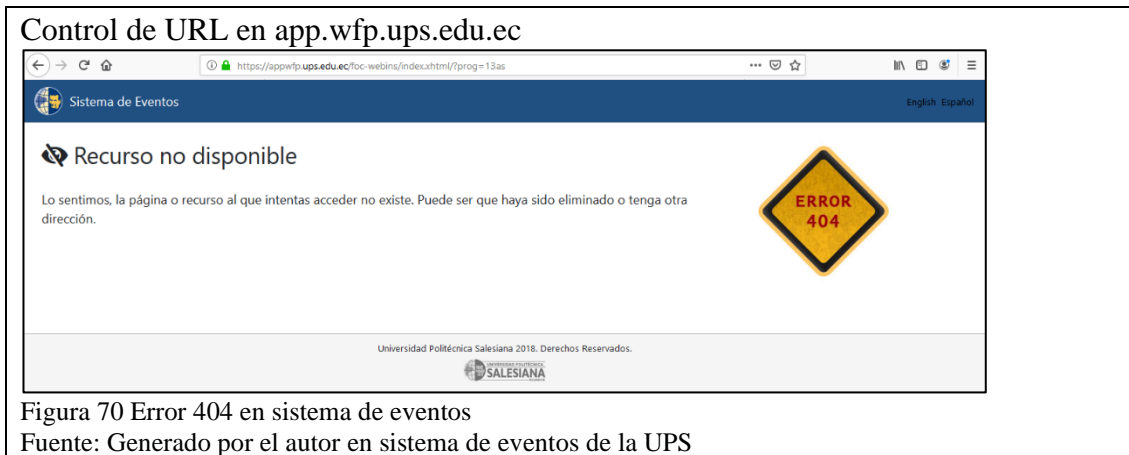 Control de URL en app.wfp.ups.edu.ec
https://appwfp.ups.edu.ec/foc-webins/index.xhtml/?prog=13as
Sistema de Eventos
English Español
Recurso no disponible
Lo sentimos, la página o recurso al que intentas acceder no existe. Puede ser que haya sido eliminado o tenga otra
dirección.
ERROR
404
Universidad Politécnica Salesiana 2018. Derechos Reservados.
UNIVERSIDAD POLITÉCNICA
SALESIANA
Figura 70 Error 404 en sistema de eventos
Fuente: Generado por el autor en sistema de eventos de la UPS